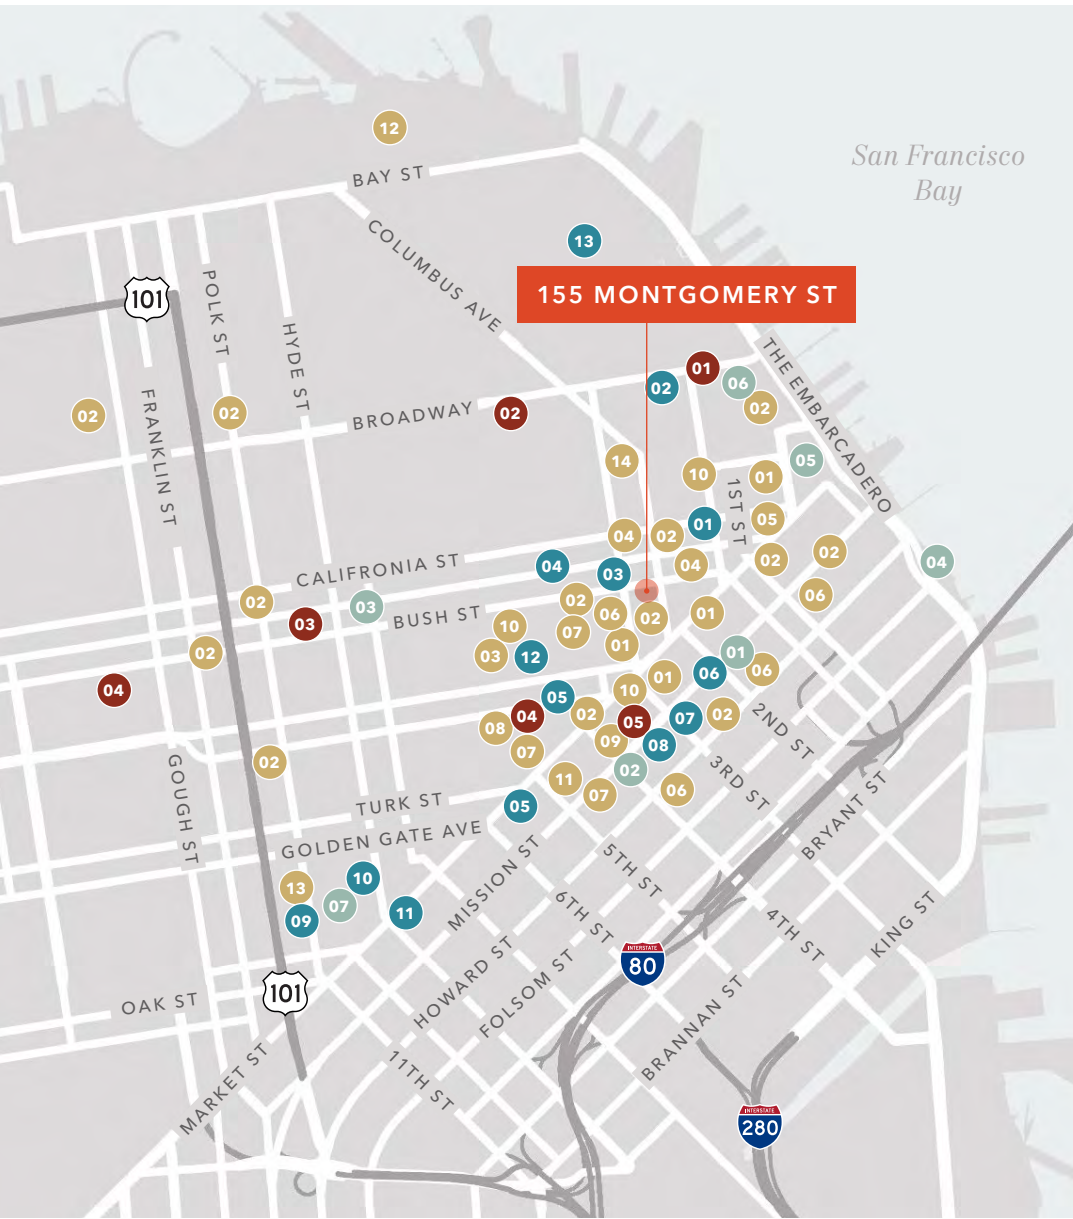 12
San Francisco
Bay
BAY ST
COLUMBUS AVE
13
155 MONTGOMERY ST
101
POLK ST
HYDE ST
THE EMBARCADERO
01
02
06
02
FRANKLIN ST
02
02
BROADWAY
02
14
10
01
05
1ST ST
04
02
01
05
04
02
02
04
CALIFRONIA ST
04
03
02
03
BUSH ST
02
06
02
01
06
03
10
07
01
02
03
12
01
06
06
04
10
01
05
02
05
07
02
2ND ST
08
04
07
09
08
02
GOUGH ST
11
02
3RD ST
06
07
05
TURK ST
GOLDEN GATE AVE
BRYANT ST
MISSION ST
5TH ST
13
10
07
09
11
6TH ST
4TH ST
KING ST
80
INTERSTATE
101
OAK ST
HOWARD ST
FOLSOM ST
BRANNAN ST
MARKET ST
11TH ST
INTERSTATE
280